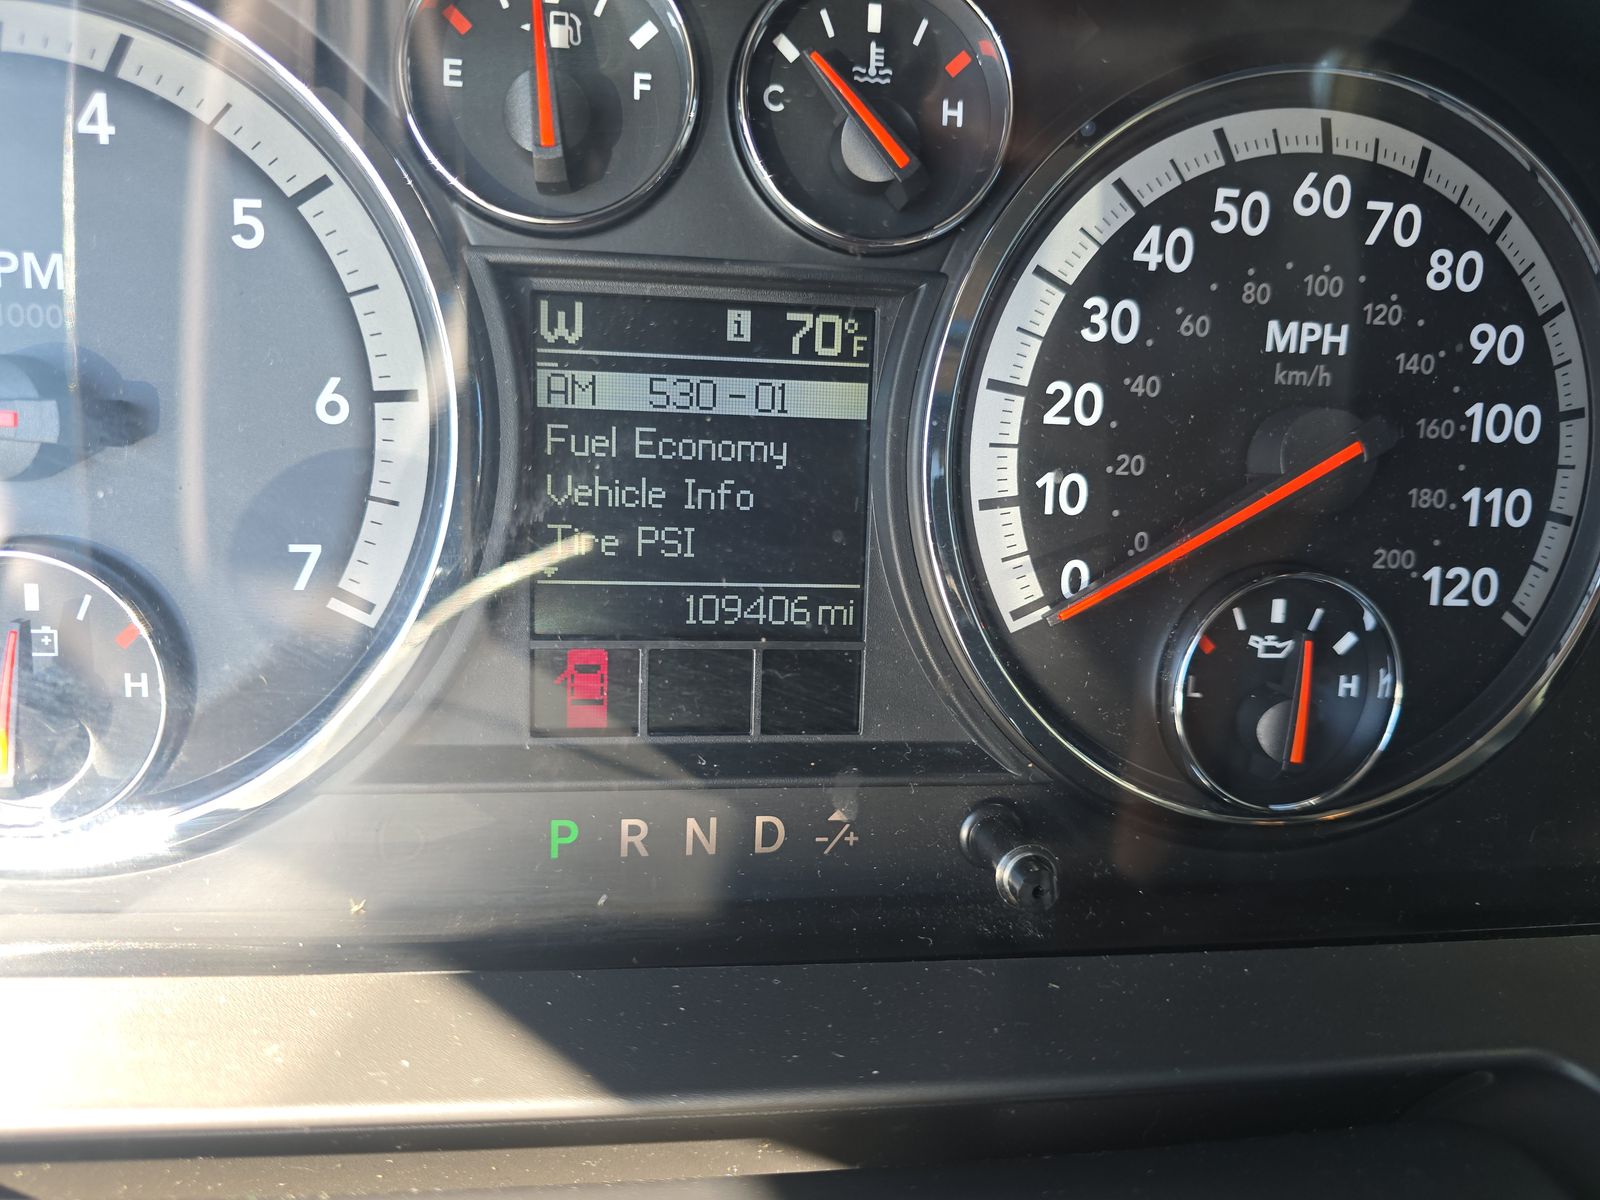 4
5
6
7
PM
1000
H
E
F
C
H
W i 70°F
AM 530-01
Fuel Economy
Vehicle Info
Tire PSI
109406 mi
P R N D -/+
0
10
20
30
40
50
60
70
80
90
100
110
120
0
20
40
60
80
100
120
140
160
180
200
MPH
km/h
L
H